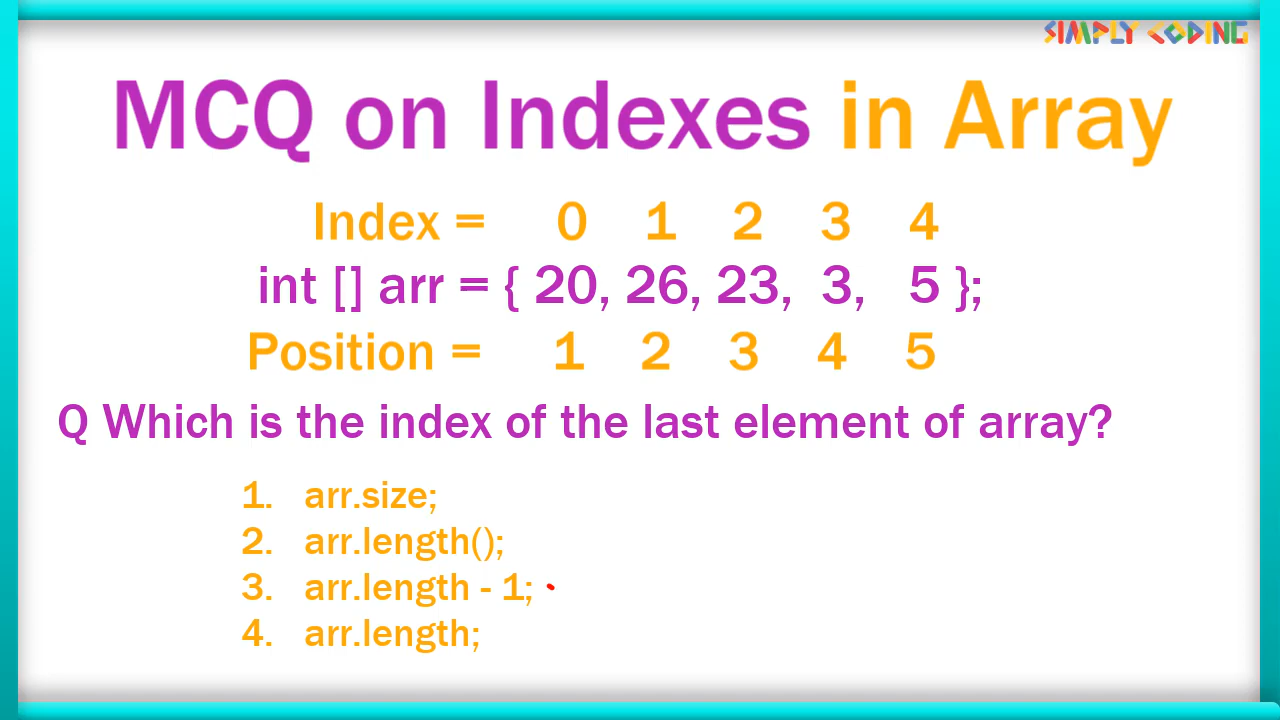 SIMPLY CODING
MCQ on Indexes in Array
Index = 0 1 2 3 4
int [] arr = { 20, 26, 23, 3, 5 };
Position = 1 2 3 4 5
Q Which is the index of the last element of array?
1. arr.size;
2. arr.length();
3. arr.length - 1;
4. arr.length;